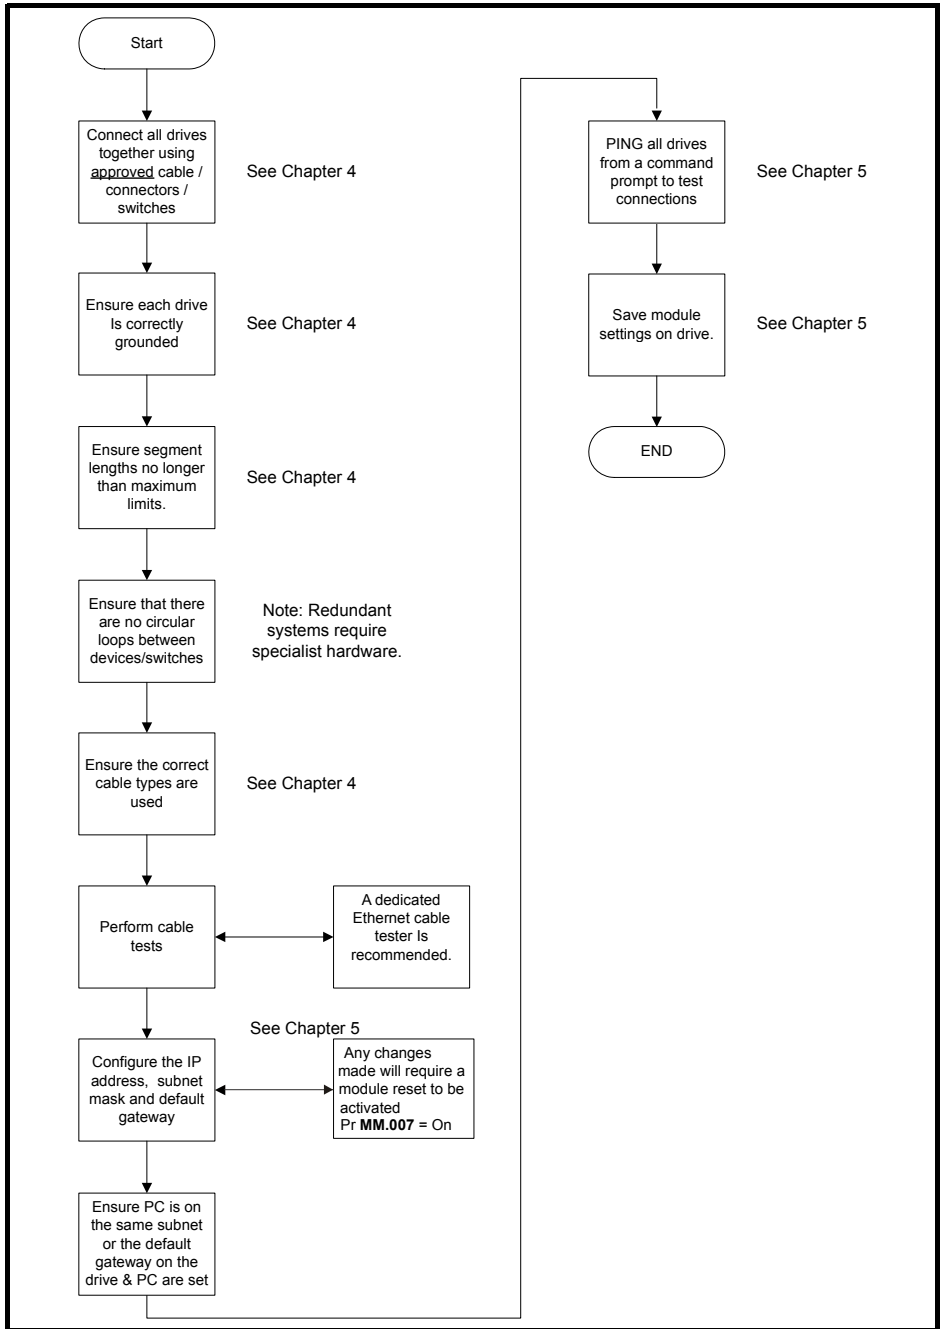 Start
Connect all drives
together using
approved cable /
connectors /
switches
See Chapter 4
Ensure each drive
Is correctly
grounded
See Chapter 4
Ensure segment
lengths no longer
than maximum
limits.
See Chapter 4
Ensure that there
are no circular
loops between
devices/switches
Note: Redundant
systems require
specialist hardware.
Ensure the correct
cable types are
used
See Chapter 4
Perform cable
tests
A dedicated
Ethernet cable
tester Is
recommended.
See Chapter 5
Configure the IP
address, subnet
mask and default
gateway
Any changes
made will require a
module reset to be
activated
Pr MM.007 = On
Ensure PC is on
the same subnet
or the default
gateway on the
drive & PC are set
PING all drives
from a command
prompt to test
connections
See Chapter 5
Save module
settings on drive.
See Chapter 5
END